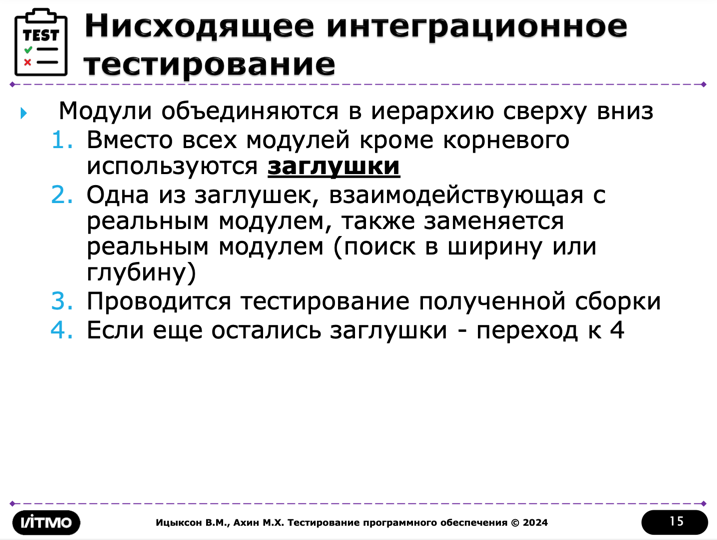 TEST
Нисходящее интеграционное
тестирование
Модули объединяются в иерархию сверху вниз
1. Вместо всех модулей кроме корневого
используются заглушки
2. Одна из заглушек, взаимодействующая с
реальным модулем, также заменяется
реальным модулем (поиск в ширину или
глубину)
3. Проводится тестирование полученной сборки
4. Если еще остались заглушки - переход к 4
ИТМО
Ицыксон В.М., Ахин М.Х. Тестирование программного обеспечения © 2024
15